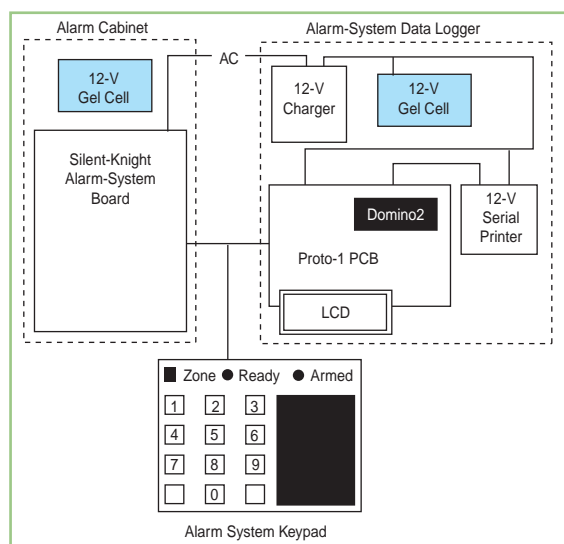 Alarm Cabinet
Alarm-System Data Logger
AC
12-V
Gel Cell
12-V
Charger
12-V
Gel Cell
Silent-Knight
Alarm-System
Board
Domino2
12-V
Serial
Printer
Proto-1 PCB
LCD
Zone Ready Armed
1 2 3
4 5 6
7 8 9
0
Alarm System Keypad